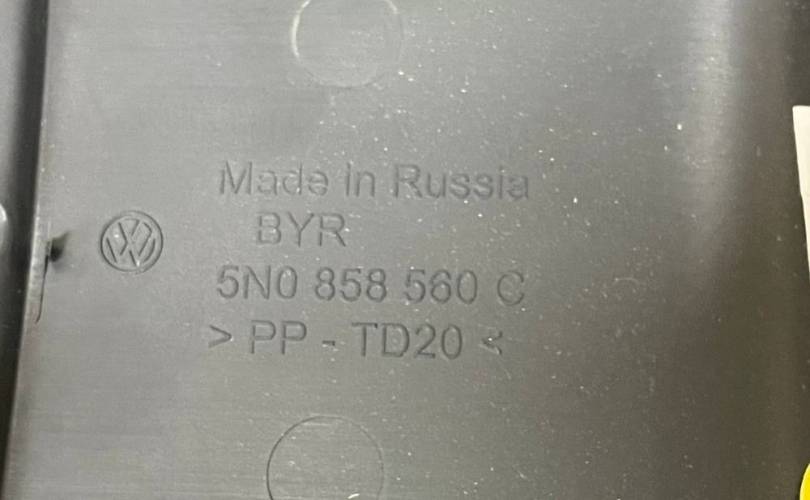 Made in Russia
BYR
5N0 858 560 C
> PP - TD20 <